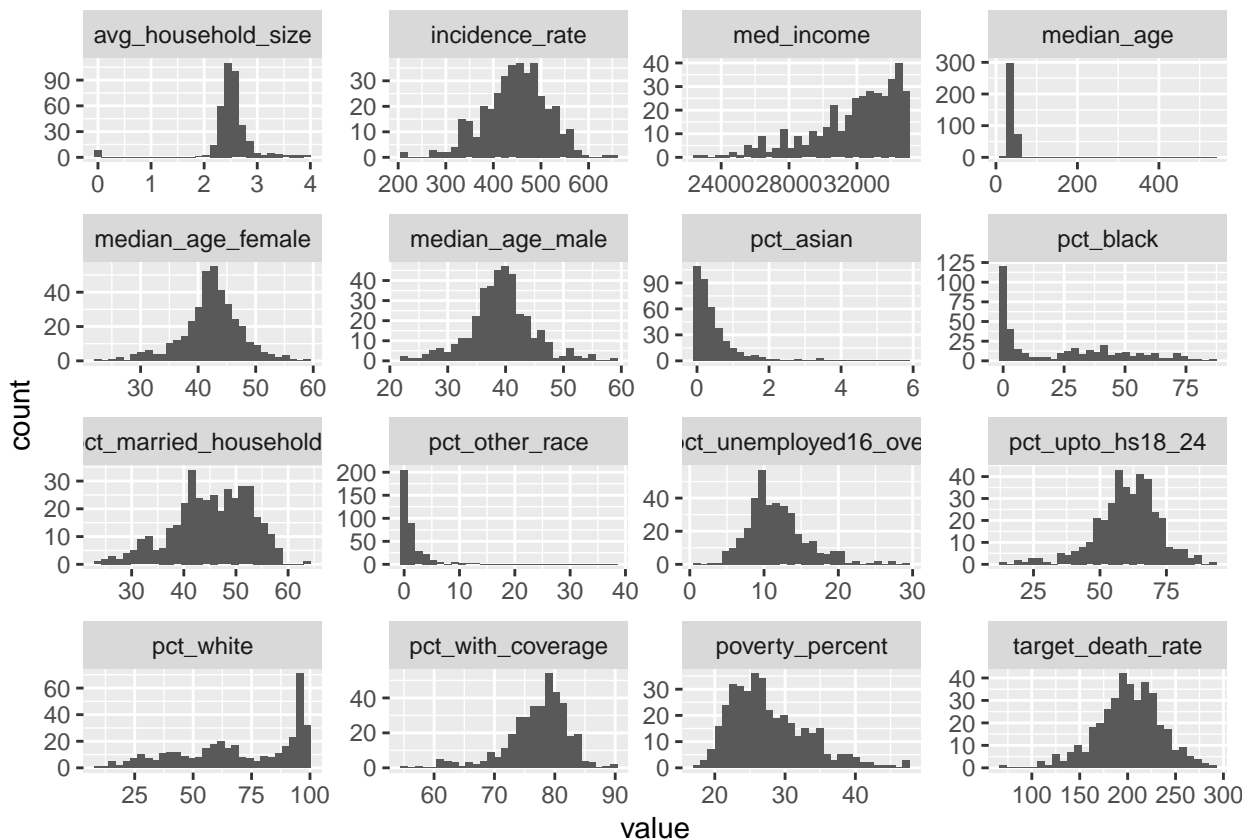 avg_household_size incidence_rate med_income median_age
90 60 30 0
0 1 2 3 4
30 20 10 0
200 300 400 500 600
40 30 20 10 0
24000 28000 32000
300 200 100 0
0 200 400
median_age_female median_age_male pct_asian pct_black
40 20 0
30 40 50 60
40 30 20 10 0
20 30 40 50 60
90 60 30 0
0 2 4 6
125 100 75 50 25 0
0 25 50 75
ct_married_household pct_other_race ct_unemployed16_ove pct_upto_hs18_24
30 20 10 0
30 40 50 60
200 150 100 50 0
0 10 20 30 40
40 20 0
0 10 20 30
40 30 20 10 0
25 50 75
pct_white pct_with_coverage poverty_percent target_death_rate
60 40 20 0
25 50 75 100
40 20 0
60 70 80 90
30 20 10 0
20 30 40
40 30 20 10 0
100 150 200 250 300
count
value